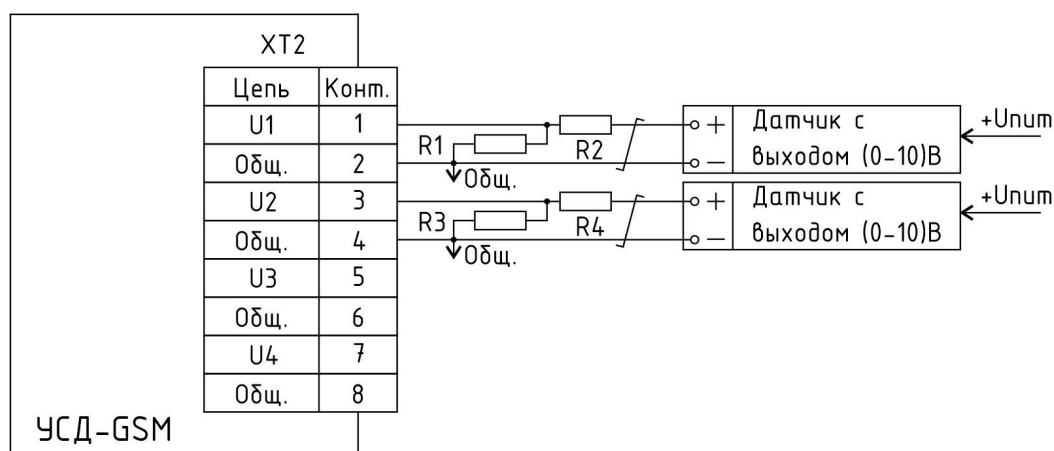 XT2
Цепь Конт.
U1 1
Общ. 2
U2 3
Общ. 4
U3 5
Общ. 6
U4 7
Общ. 8
УСД-GSM
R1
R2
Общ.
+ Датчик с
− выходом (0-10)В
+Uпит
R3
R4
Общ.
+ Датчик с
− выходом (0-10)В
+Uпит